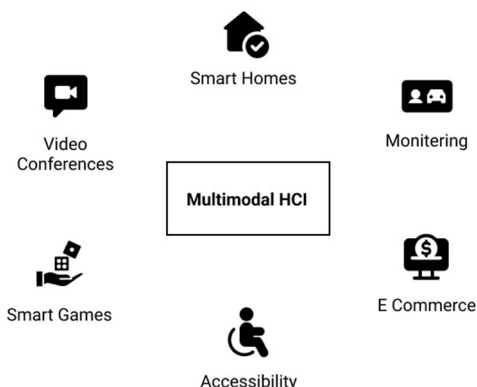 Smart Homes
Video
Conferences
Monitering
Multimodal HCI
Smart Games
E Commerce
Accessibility